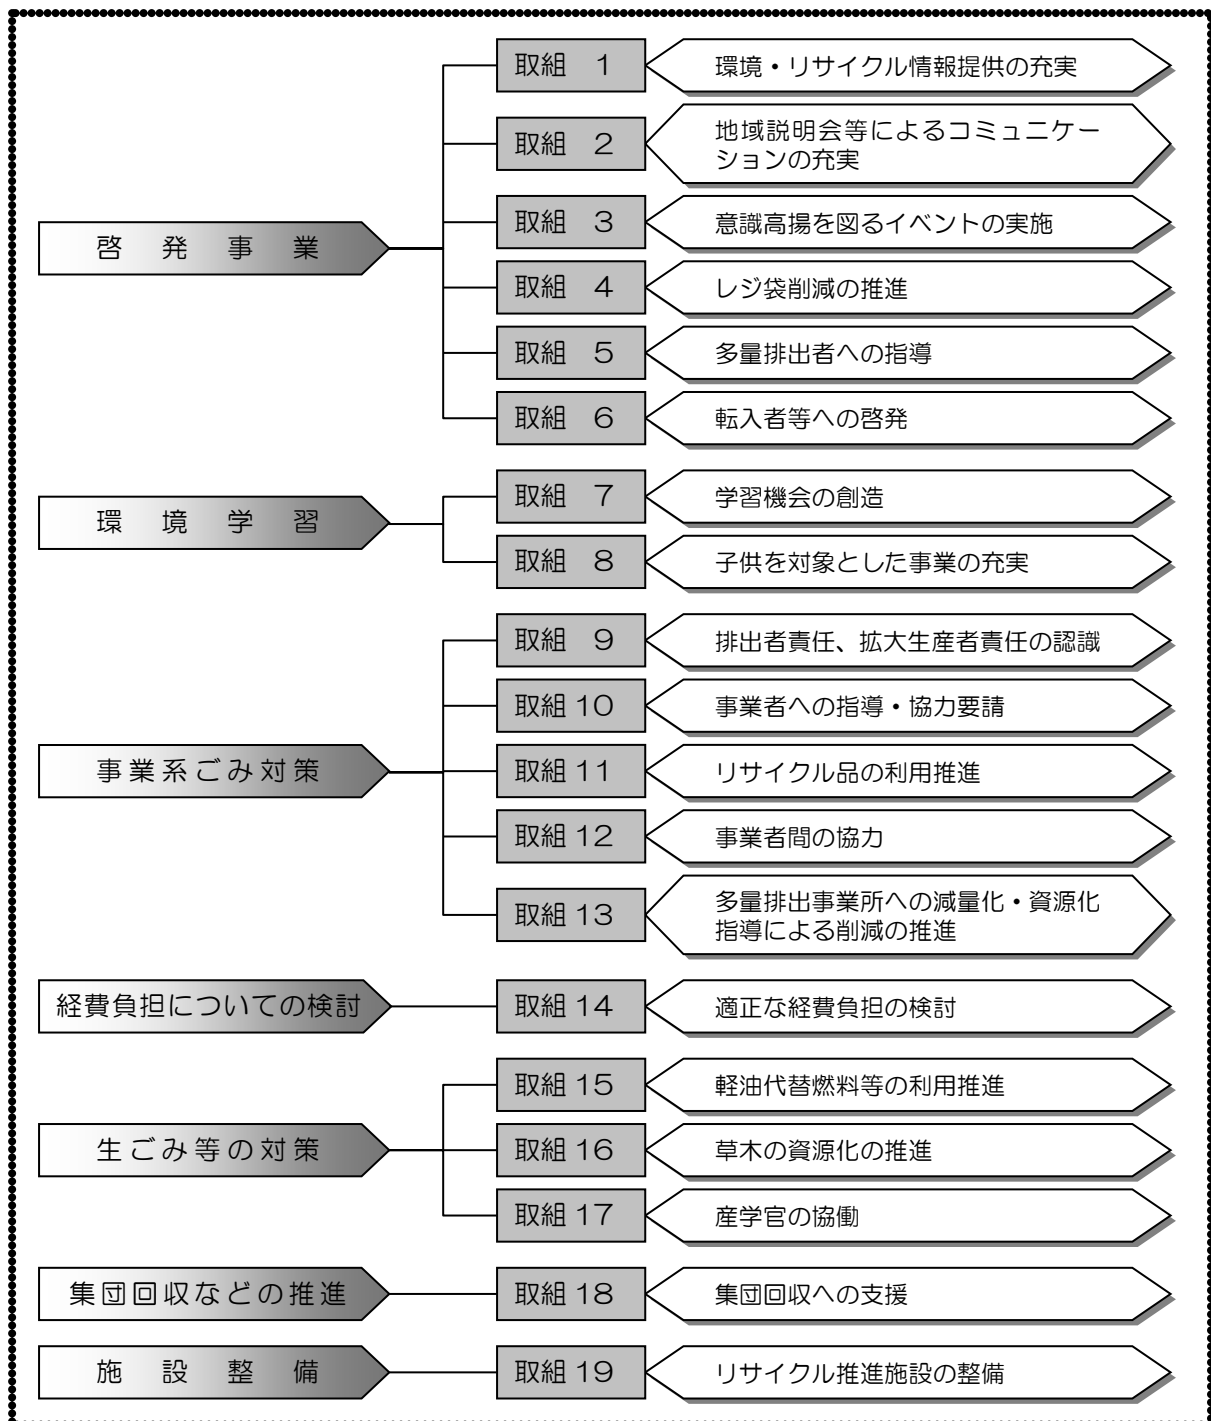 啓発事業
取組 1
環境・リサイクル情報提供の充実
取組 2
地域説明会等によるコミュニケー
ションの充実
取組 3
意識高揚を図るイベントの実施
取組 4
レジ袋削減の推進
取組 5
多量排出者への指導
取組 6
転入者等への啓発
環境学習
取組 7
学習機会の創造
取組 8
子供を対象とした事業の充実
事業系ごみ対策
取組 9
排出者責任、拡大生産者責任の認識
取組 10
事業者への指導・協力要請
取組 11
リサイクル品の利用推進
取組 12
事業者間の協力
取組 13
多量排出事業所への減量化・資源化
指導による削減の推進
経費負担についての検討
取組 14
適正な経費負担の検討
生ごみ等の対策
取組 15
軽油代替燃料等の利用推進
取組 16
草木の資源化の推進
取組 17
産学官の協働
集団回収などの推進
取組 18
集団回収への支援
施設整備
取組 19
リサイクル推進施設の整備